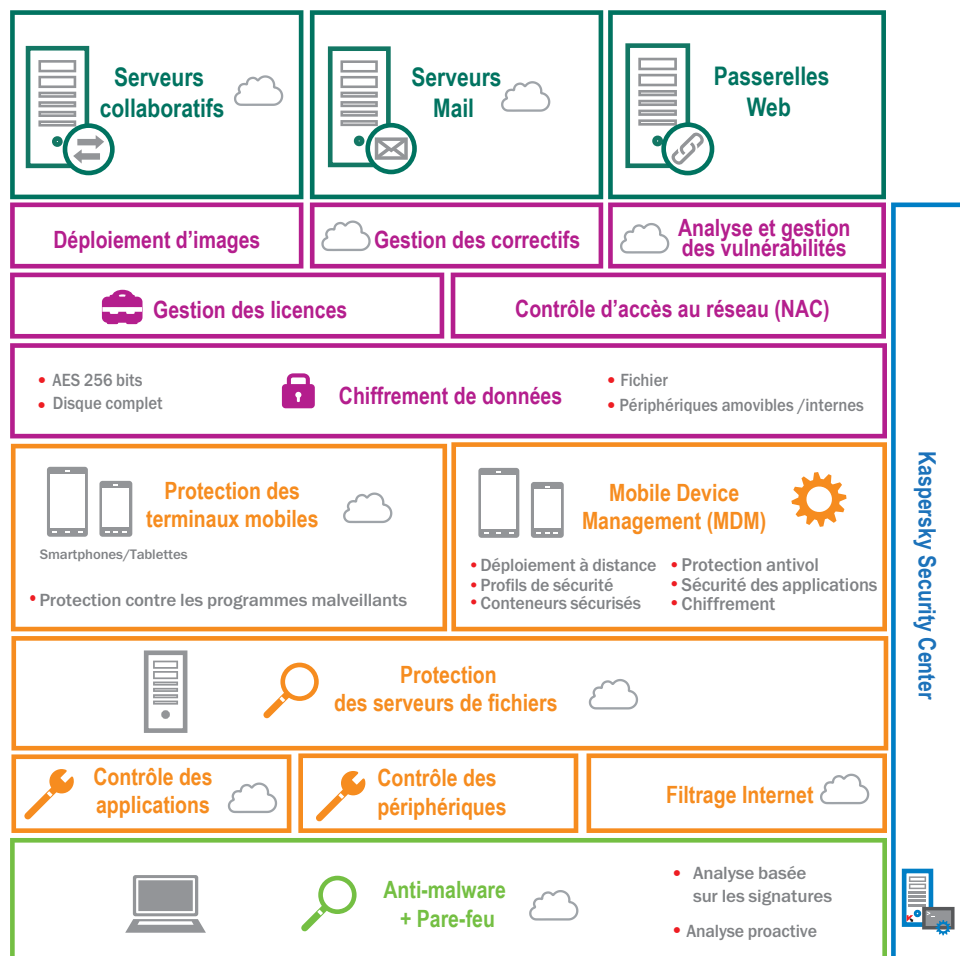 Serveurs
collaboratifs
Serveurs
Mail
Passerelles
Web
Déploiement d'images
Gestion des correctifs
Analyse et gestion
des vulnérabilités
Gestion des licences
Contrôle d'accès au réseau (NAC)
• AES 256 bits
• Disque complet
Chiffrement de données
• Fichier
• Périphériques amovibles /internes
Protection des
terminaux mobiles
Smartphones/Tablettes
• Protection contre les programmes malveillants
Mobile Device
Management (MDM)
• Déploiement à distance
• Profils de sécurité
• Conteneurs sécurisés
• Protection antivol
• Sécurité des applications
• Chiffrement
Protection
des serveurs de fichiers
Contrôle des
applications
Contrôle des
périphériques
Filtrage Internet
Anti-malware
+ Pare-feu
• Analyse basée
sur les signatures
• Analyse proactive
Kaspersky Security Center